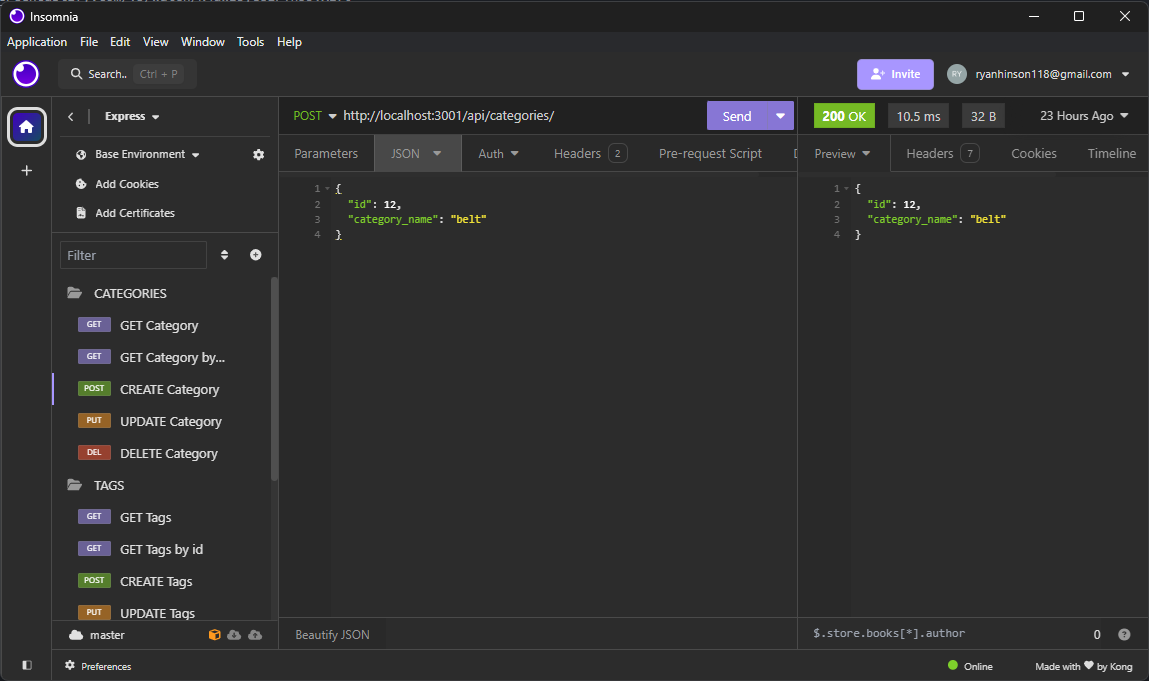 Insomnia
Application File Edit View Window Tools Help
Search.. Ctrl + P
Invite
RY ryanhinson118@gmail.com
Express
Base Environment
Add Cookies
Add Certificates
Filter
CATEGORIES
GET GET Category
GET GET Category by...
POST CREATE Category
PUT UPDATE Category
DEL DELETE Category
TAGS
GET GET Tags
GET GET Tags by id
POST CREATE Tags
PUT UPDATE Tags
master
Preferences
POST http://localhost:3001/api/categories/ Send
Parameters JSON Auth Headers 2 Pre-request Script
1 {
2 "id": 12,
3 "category_name": "belt"
4 }
Beautify JSON
200 OK 10.5 ms 32 B 23 Hours Ago
Preview Headers 7 Cookies Timeline
1 {
2 "id": 12,
3 "category_name": "belt"
4 }
$.store.books[*].author 0
Online
Made with ❤ by Kong